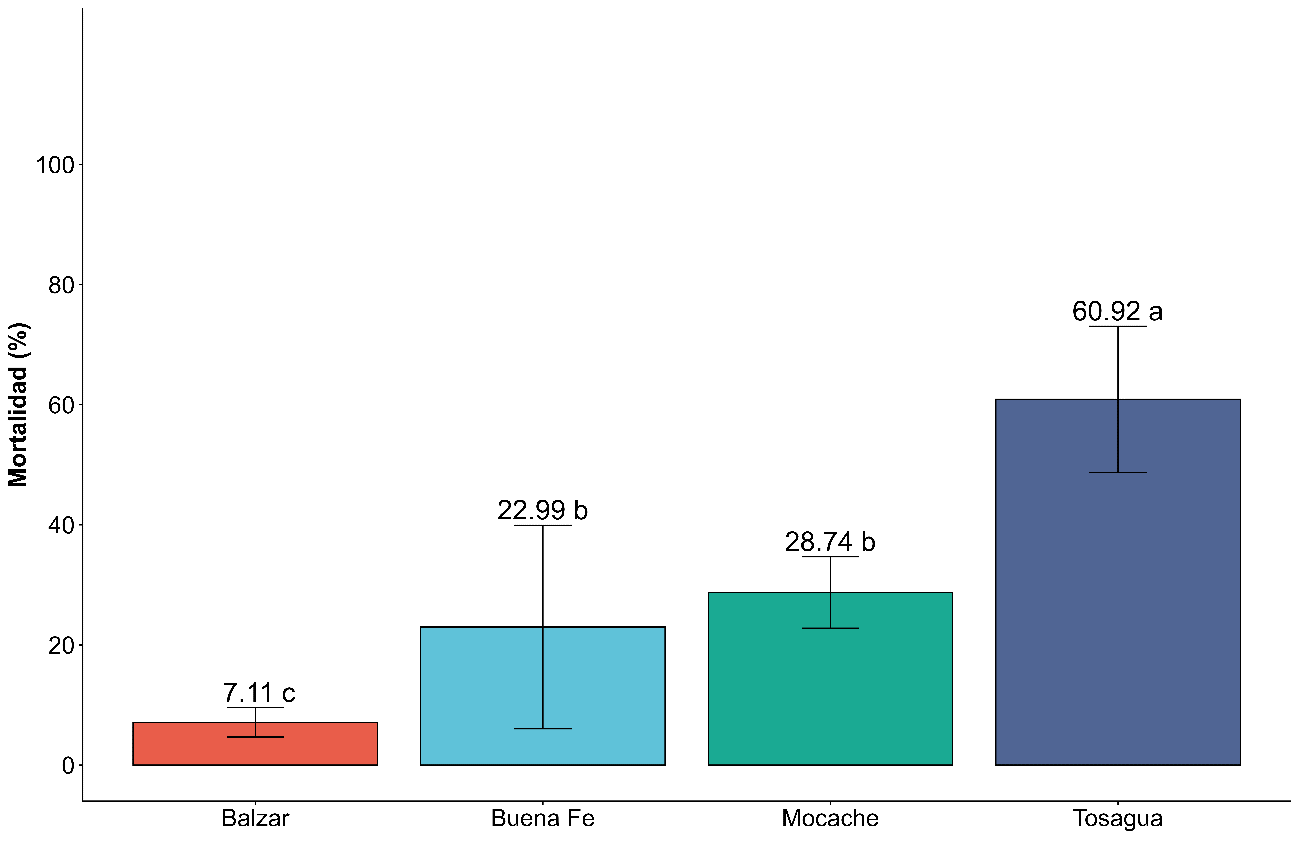 Mortalidad (%)
100
80
60
40
20
0
7.11 c
22.99 b
28.74 b
60.92 a
Balzar
Buena Fe
Mocache
Tosagua